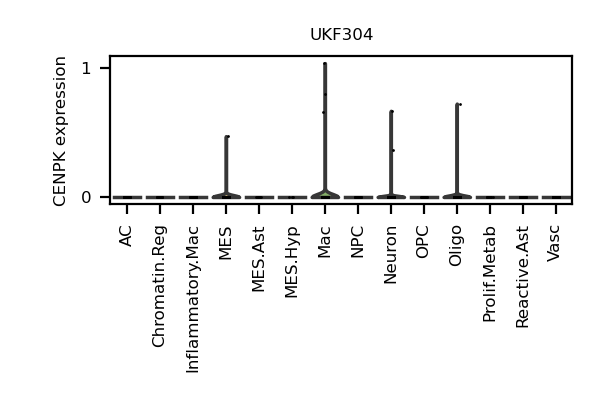 UKF304
CENPK expression
1
0
AC
Chromatin.Reg
Inflammatory.Mac
MES
MES.Ast
MES.Hyp
Mac
NPC
Neuron
OPC
Oligo
Prolif.Metab
Reactive.Ast
Vasc